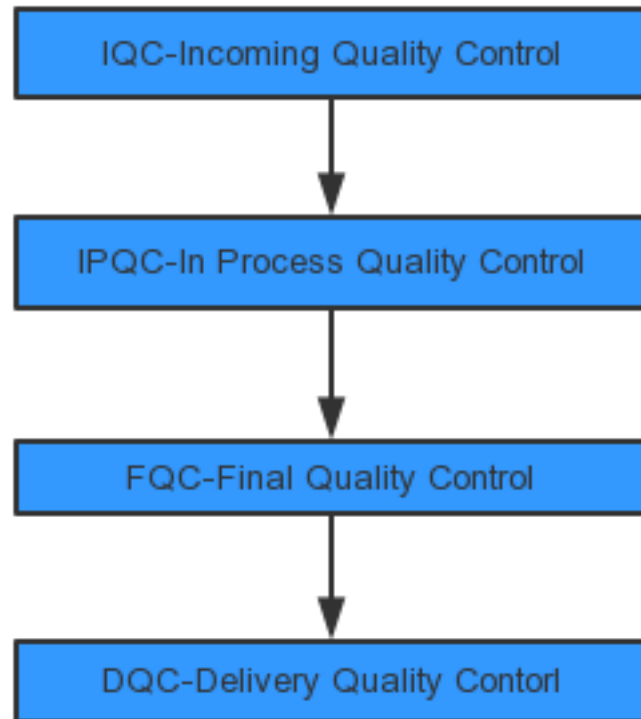 IQC-Incoming Quality Control
IPQC-In Process Quality Control
FQC-Final Quality Control
DQC-Delivery Quality Contorl